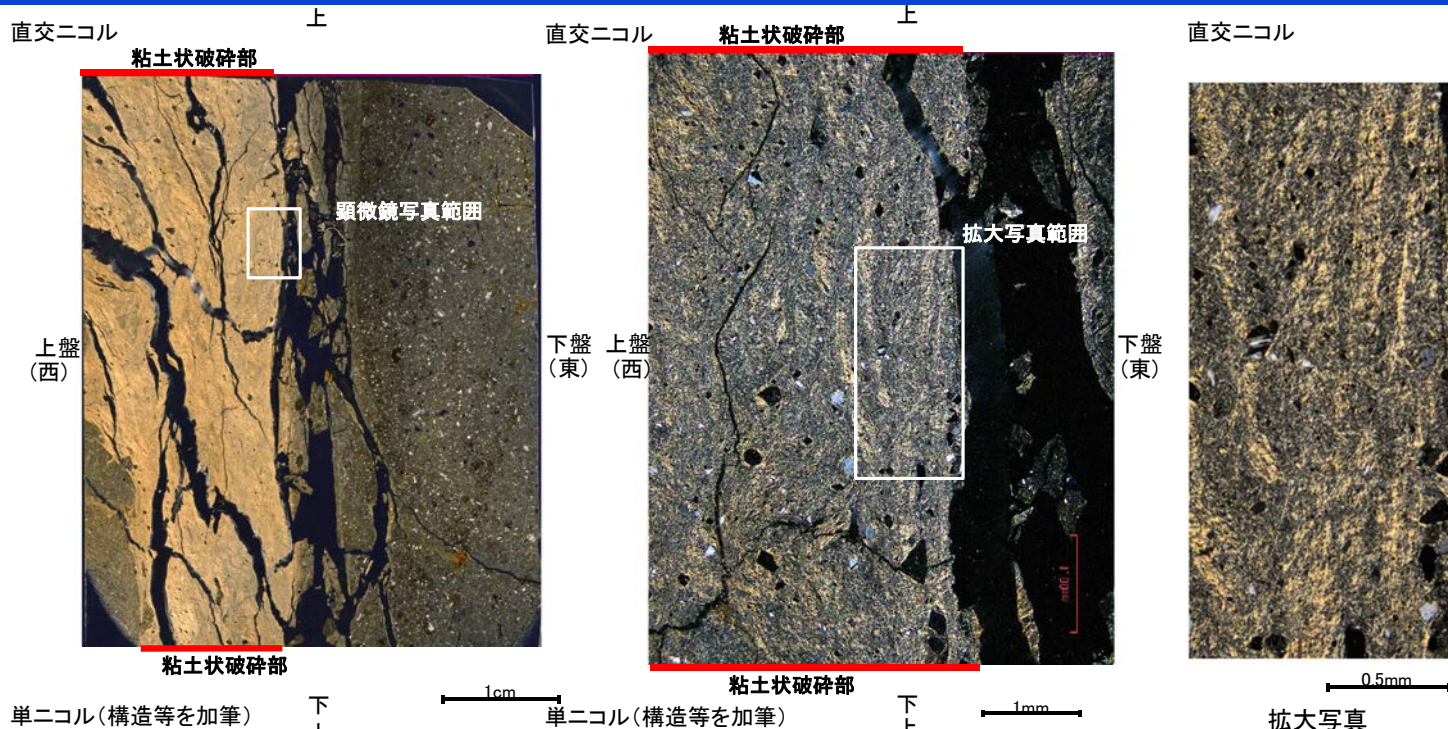 上
上
直交ニコル
直交ニコル
直交ニコル
粘土状破砕部
粘土状破砕部
顕微鏡写真範囲
拡大写真範囲
上盤
(西)
下盤
(東)
上盤
(西)
下盤
(東)
1.00mm
粘土状破砕部
粘土状破砕部
1cm
1mm
0.5mm
下
下
単ニコル(構造等を加筆)
単ニコル(構造等を加筆)
上
拡大写真